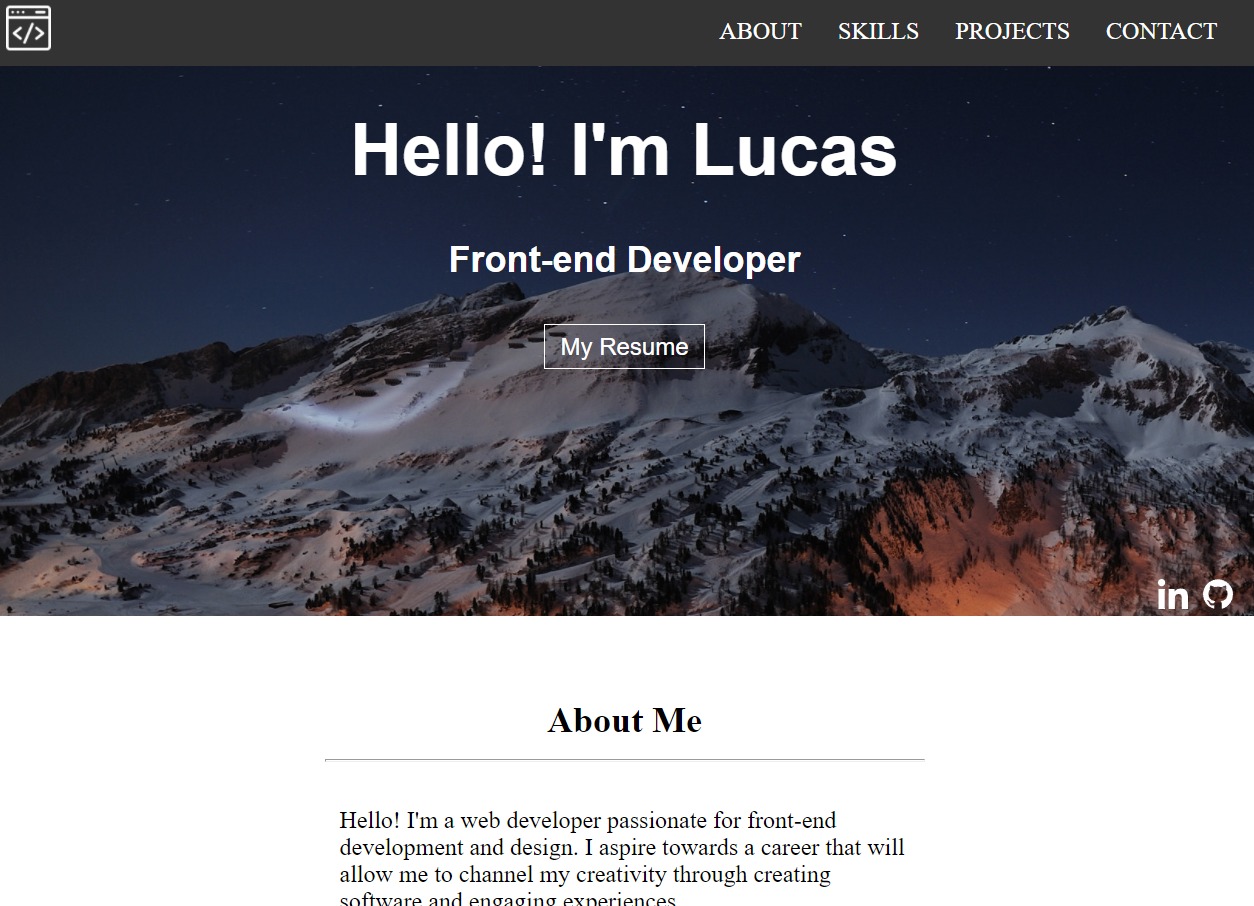 ABOUT SKILLS PROJECTS CONTACT
Hello! I'm Lucas
Front-end Developer
My Resume
in
About Me
Hello! I'm a web developer passionate for front-end
development and design. I aspire towards a career that will
allow me to channel my creativity through creating
software and engaging experiences.